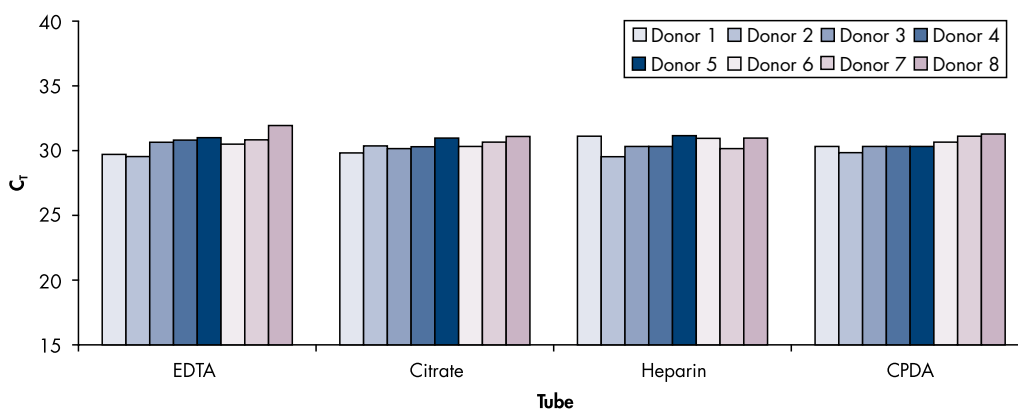 40
35
30
25
20
15
C_T
Donor 1 Donor 2 Donor 3 Donor 4
Donor 5 Donor 6 Donor 7 Donor 8
EDTA Citrate Heparin CPDA
Tube